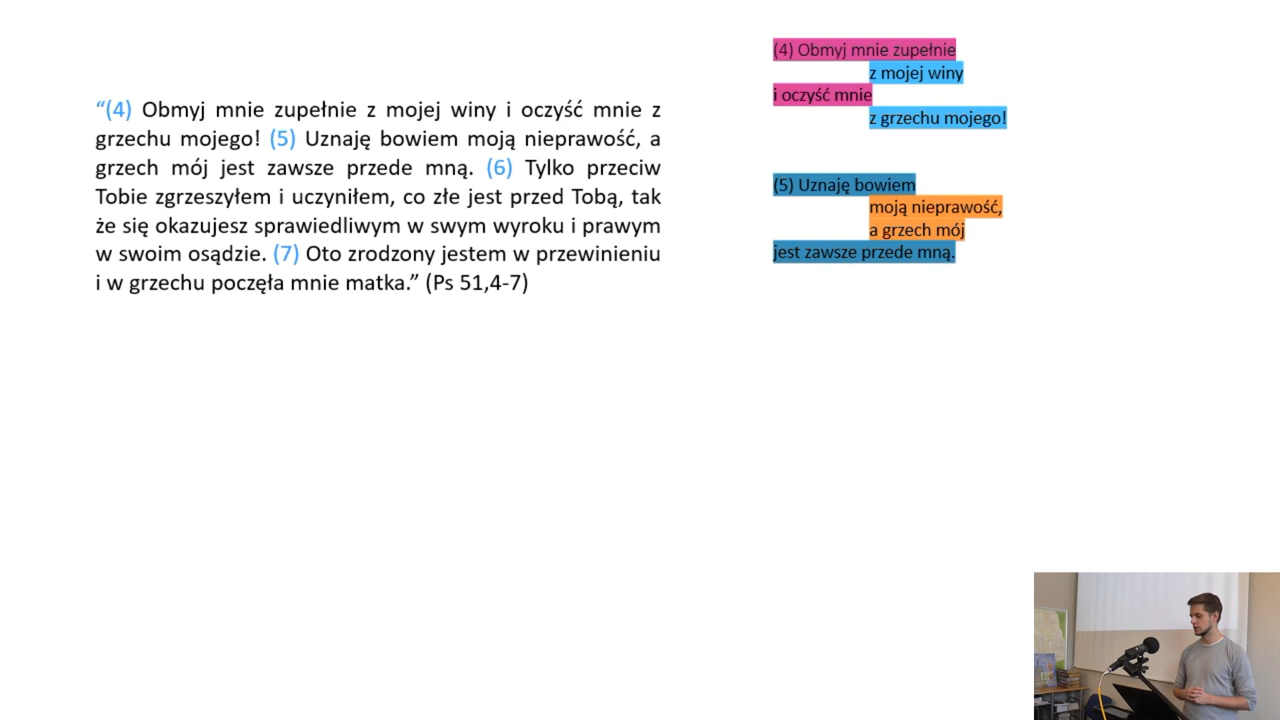 “(4) Obmyj mnie zupełnie z mojej winy i oczyść mnie z
grzechu mojego! (5) Uznaję bowiem moją nieprawość, a
grzech mój jest zawsze przede mną. (6) Tylko przeciw
Tobie zgrzeszyłem i uczyniłem, co złe jest przed Tobą, tak
że się okazujesz sprawiedliwym w swym wyroku i prawym
w swoim osądzie. (7) Oto zrodzony jestem w przewinieniu
i w grzechu poczęła mnie matka.” (Ps 51,4-7)
(4) Obmyj mnie zupełnie
z mojej winy
i oczyść mnie
z grzechu mojego!
(5) Uznaję bowiem
moją nieprawość,
a grzech mój
jest zawsze przede mną.